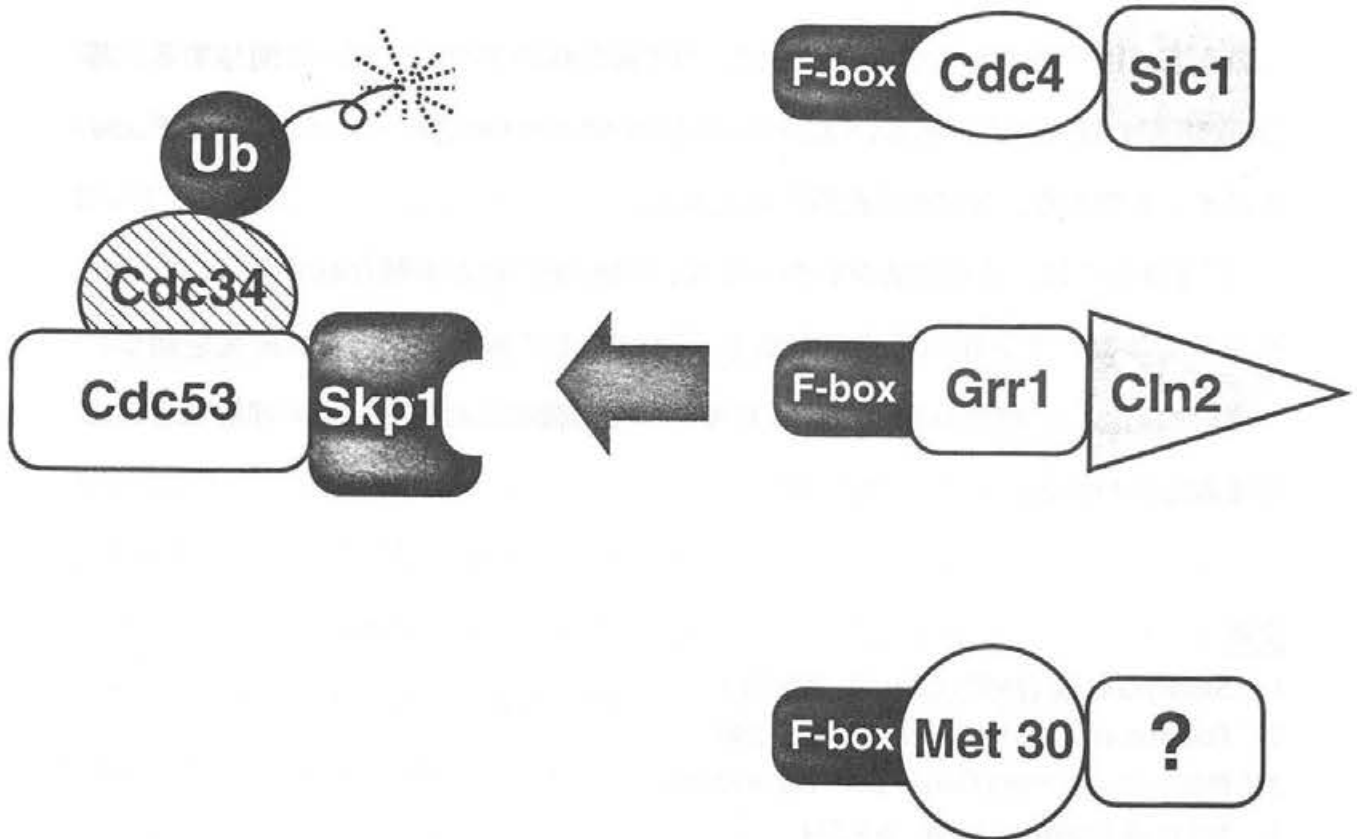 Ub
Cdc34
Cdc53
Skp1
F-box Cdc4 Sic1
F-box Grr1 Cln2
F-box Met 30 ?